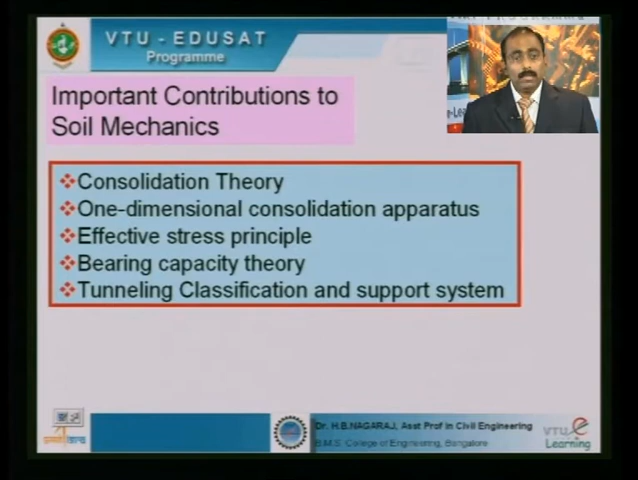 VTU - EDUSAT
Programme
Important Contributions to
Soil Mechanics
Consolidation Theory
One-dimensional consolidation apparatus
Effective stress principle
Bearing capacity theory
Tunneling Classification and support system
Dr. H.B.NAGARAJ, Asst Prof in Civil Engineering
B.M.S. College of Engineering, Bangalore
VTU e
Learning